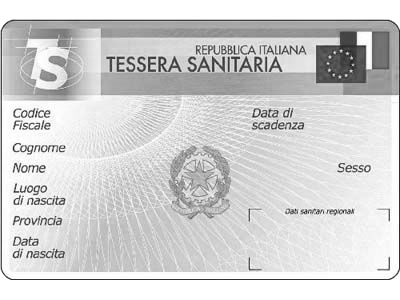 TS
REPUBBLICA ITALIANA
TESSERA SANITARIA
Codice
Fiscale
Data di
scadenza
Cognome
Nome
Sesso
Luogo
di nascita
Dati sanitari regionali
Provincia
Data
di nascita